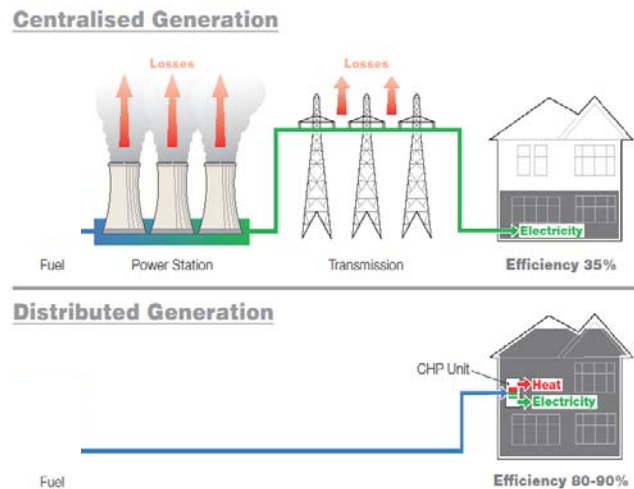 Centralised Generation
Losses
Losses
Electricity
Fuel
Power Station
Transmission
Efficiency 35%
Distributed Generation
CHP Unit
Heat
Electricity
Fuel
Efficiency 80-90%